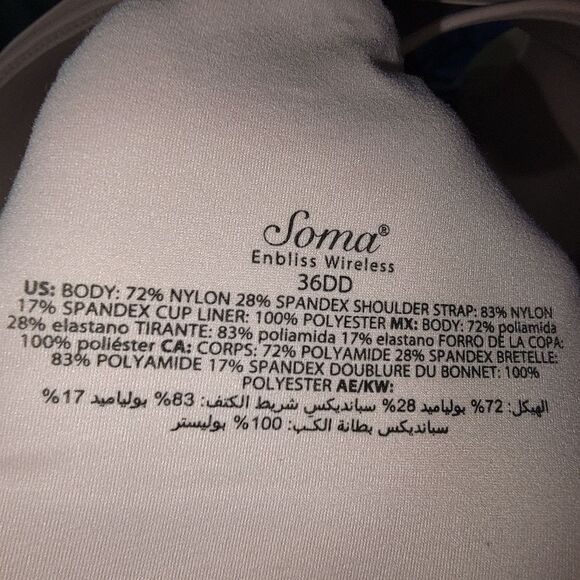 Soma®
Enbliss Wireless
36DD
US: BODY: 72% NYLON 28% SPANDEX SHOULDER STRAP: 83% NYLON
17% SPANDEX CUP LINER: 100% POLYESTER MX: BODY: 72% poliamida
28% elastano TIRANTE: 83% poliamida 17% elastano FORRO DE LA COPA:
100% poliéster CA: CORPS: 72% POLYAMIDE 28% SPANDEX BRETELLE:
83% POLYAMIDE 17% SPANDEX DOUBLURE DU BONNET: 100%
POLYESTER AE/KW:
الهيكل: 72% بولياميد 28% سبانديكس شريط الكتف: 83% بولياميد 17%
سبانديكس بطانة الكب: 100% بوليستر